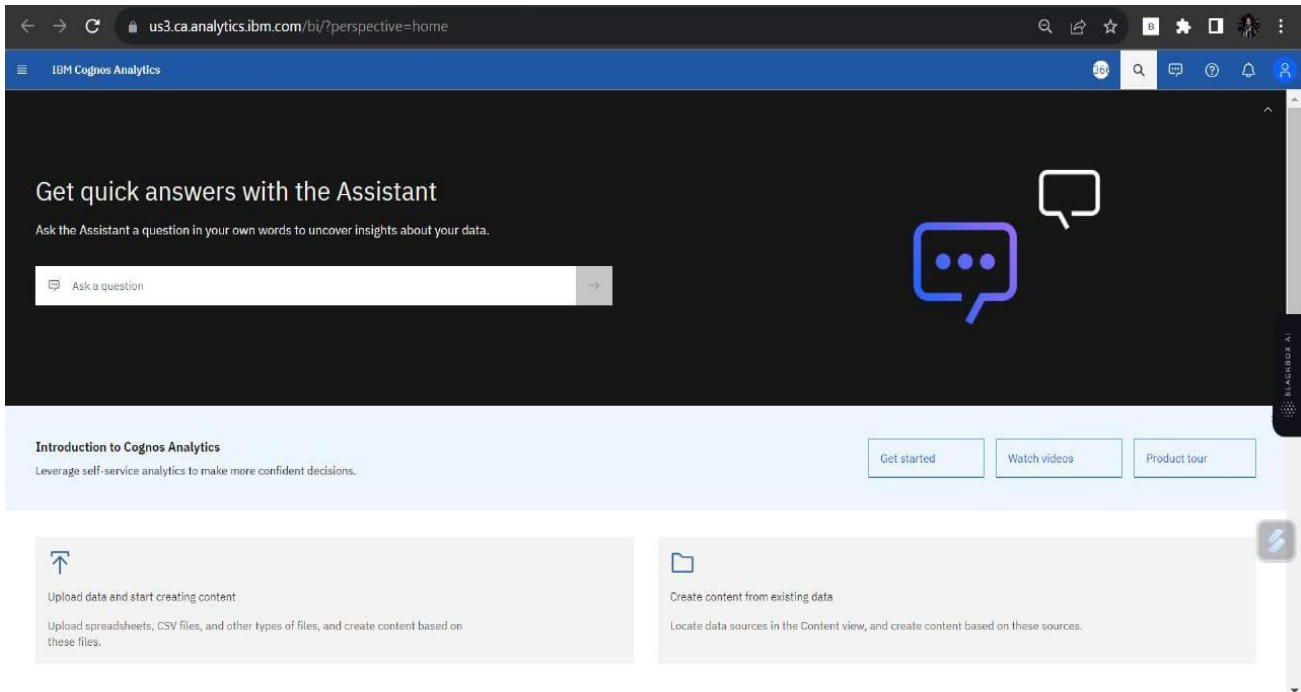 us3.ca.analytics.ibm.com/bi/?perspective=home
B
IBM Cognos Analytics
Get quick answers with the Assistant
Ask the Assistant a question in your own words to uncover insights about your data.
Ask a question
BLACKBOX AI
Introduction to Cognos Analytics
Leverage self-service analytics to make more confident decisions.
Get started
Watch videos
Product tour
Upload data and start creating content
Upload spreadsheets, CSV files, and other types of files, and create content based on
these files.
Create content from existing data
Locate data sources in the Content view, and create content based on these sources.